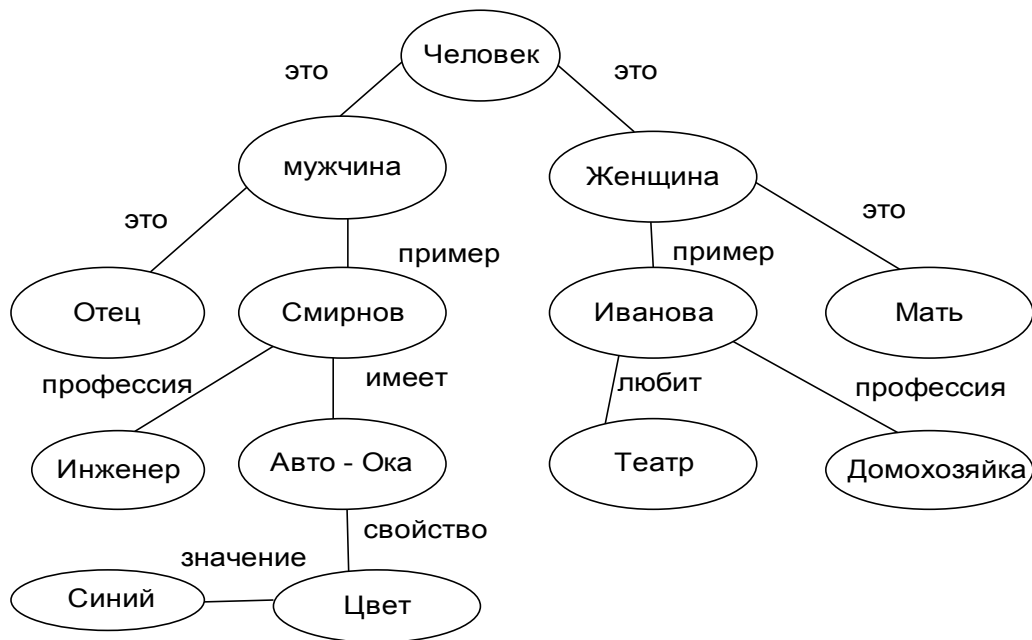 Человек
это
это
мужчина
Женщина
это
это
пример
пример
Отец
Смирнов
Иванова
Мать
профессия
имеет
любит
профессия
Инженер
Авто - Ока
Театр
Домохозяйка
свойство
значение
Синий
Цвет